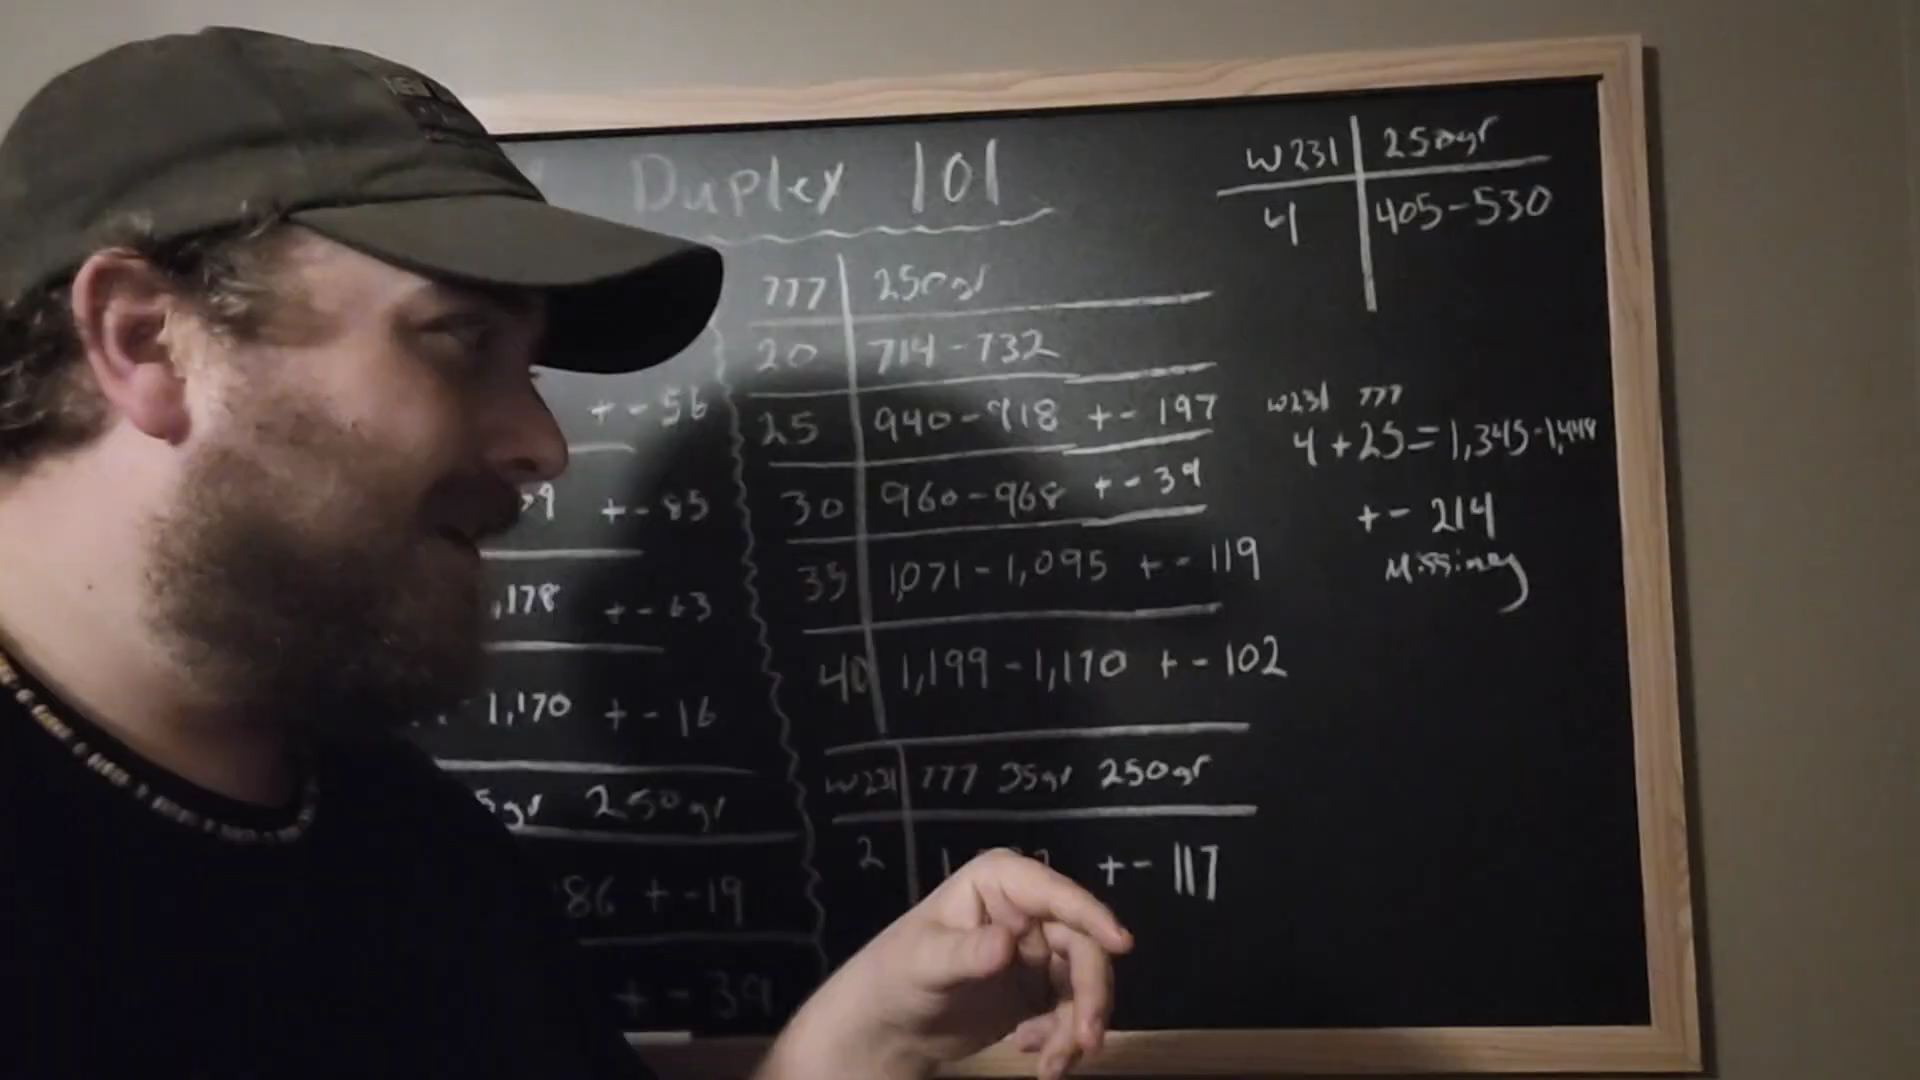 Duplex 101
W231 250gr
4 405-530
777 250gr
20 714-732
+- 56
25 940-918 +- 197
W231 777
4+25=1,345-1,448
30 960-968 +- 39
+- 85
+- 214
Missing
35 1,071-1,095 +- 119
,178 +- 63
40 1,199-1,170 +- 102
1,170 +- 16
W231 777 35gr 250gr
5gr 250gr
2 +- 117
86 +-19
+- 39